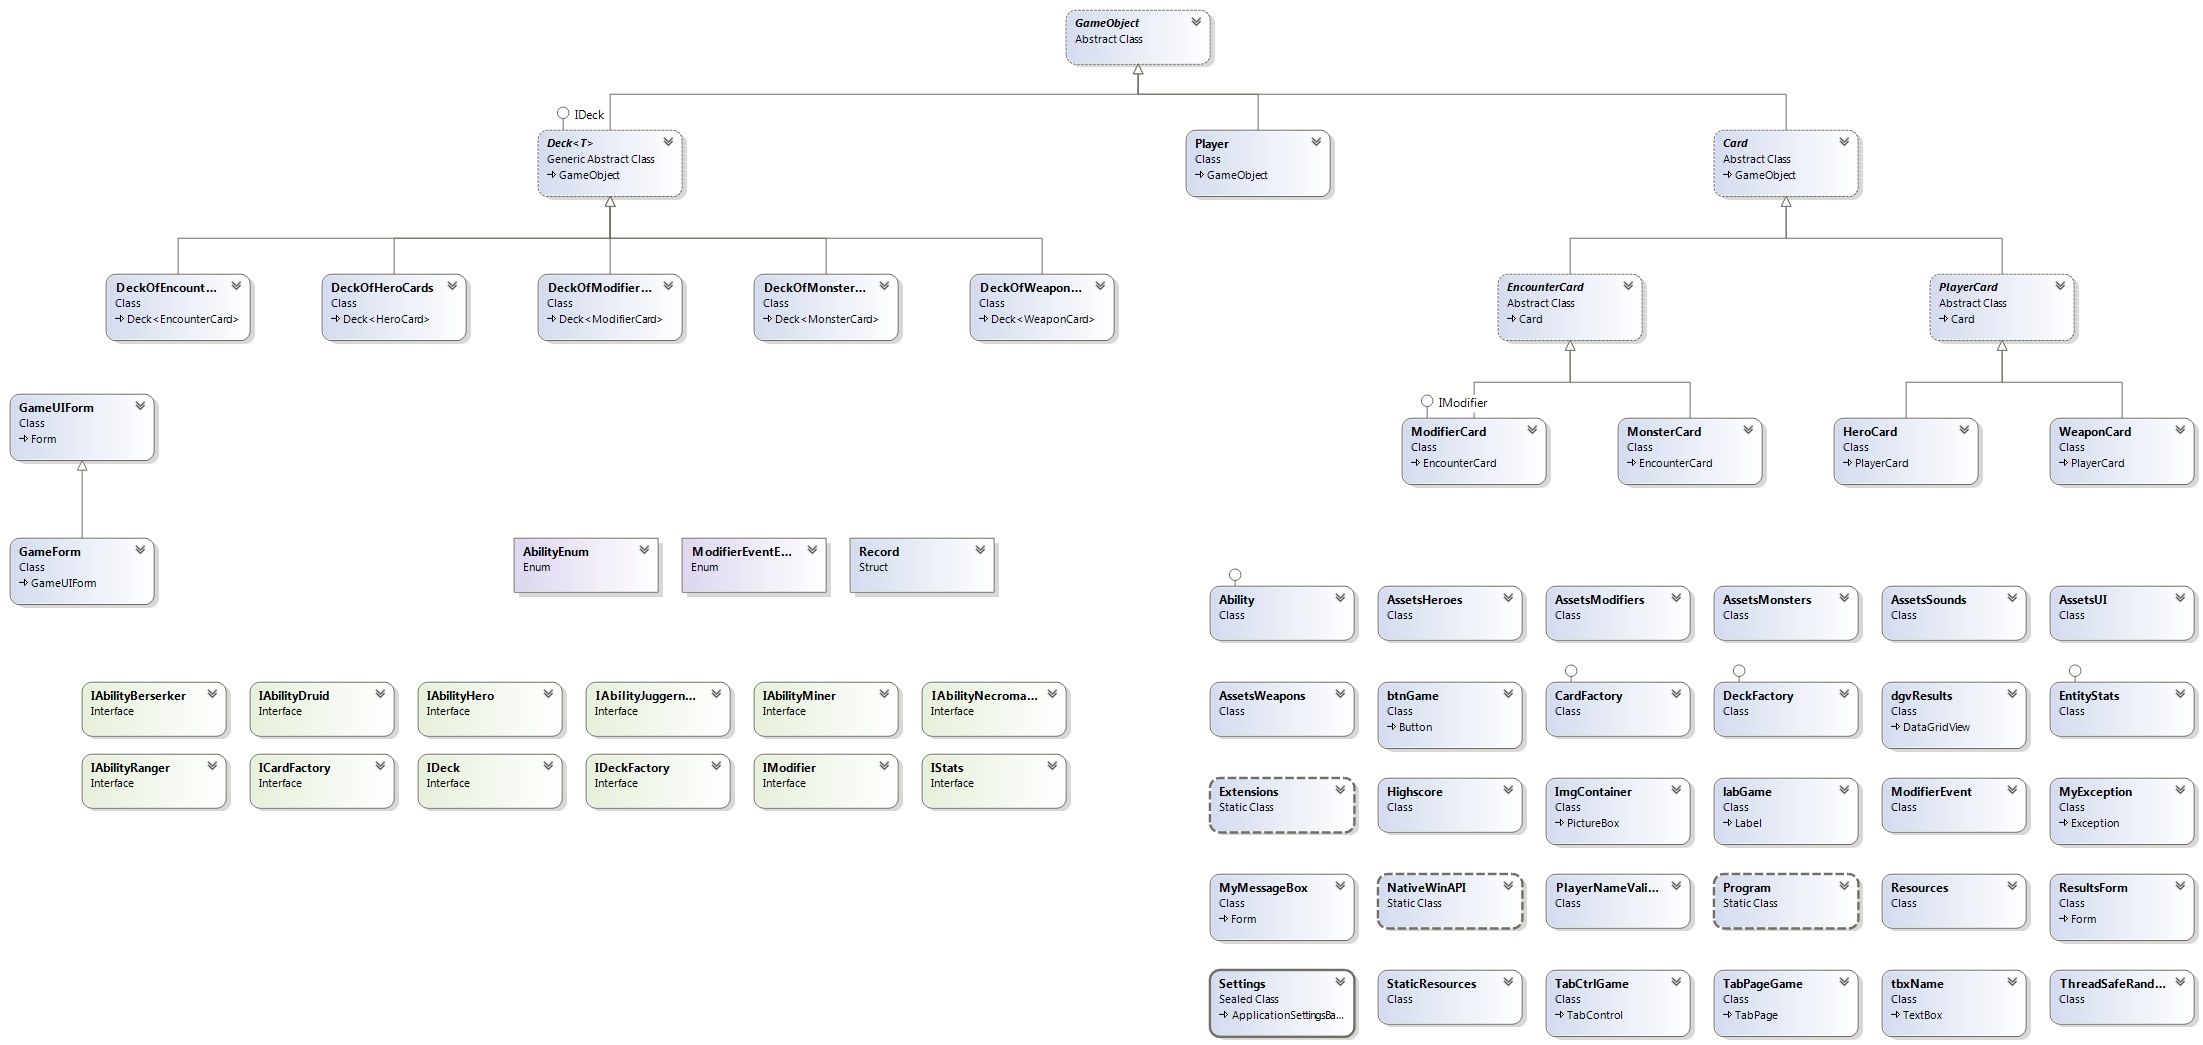 GameObject
Abstract Class
IDeck
Deck<T>
Generic Abstract Class
GameObject
Player
Class
GameObject
Card
Abstract Class
GameObject
DeckOfEncount...
Class
Deck<EncounterCard>
DeckOfHeroCards
Class
Deck<HeroCard>
DeckOfModifier...
Class
Deck<ModifierCard>
DeckOfMonster...
Class
Deck<MonsterCard>
DeckOfWeapon...
Class
Deck<WeaponCard>
EncounterCard
Abstract Class
Card
PlayerCard
Abstract Class
Card
GameUIForm
Class
Form
IModifier
ModifierCard
Class
EncounterCard
MonsterCard
Class
EncounterCard
HeroCard
Class
PlayerCard
WeaponCard
Class
PlayerCard
GameForm
Class
GameUIForm
AbilityEnum
Enum
ModifierEventE...
Enum
Record
Struct
Ability
Class
AssetsHeroes
Class
AssetsModifiers
Class
AssetsMonsters
Class
AssetsSounds
Class
AssetsUI
Class
IAbilityBerserker
Interface
IAbilityDruid
Interface
IAbilityHero
Interface
IAbilityJuggern...
Interface
IAbilityMiner
Interface
IAbilityNecroma...
Interface
AssetsWeapons
Class
btnGame
Class
Button
CardFactory
Class
DeckFactory
Class
dgvResults
Class
DataGridView
EntityStats
Class
IAbilityRanger
Interface
ICardFactory
Interface
IDeck
Interface
IDeckFactory
Interface
IModifier
Interface
IStats
Interface
Extensions
Static Class
Highscore
Class
ImgContainer
Class
PictureBox
labGame
Class
Label
ModifierEvent
Class
MyException
Class
Exception
MyMessageBox
Class
Form
NativeWinAPI
Static Class
PlayerNameVali...
Class
Program
Static Class
Resources
Class
ResultsForm
Class
Form
Settings
Sealed Class
ApplicationSettingsBa...
StaticResources
Class
TabCtrlGame
Class
TabControl
TabPageGame
Class
TabPage
tbxName
Class
TextBox
ThreadSafeRand...
Class